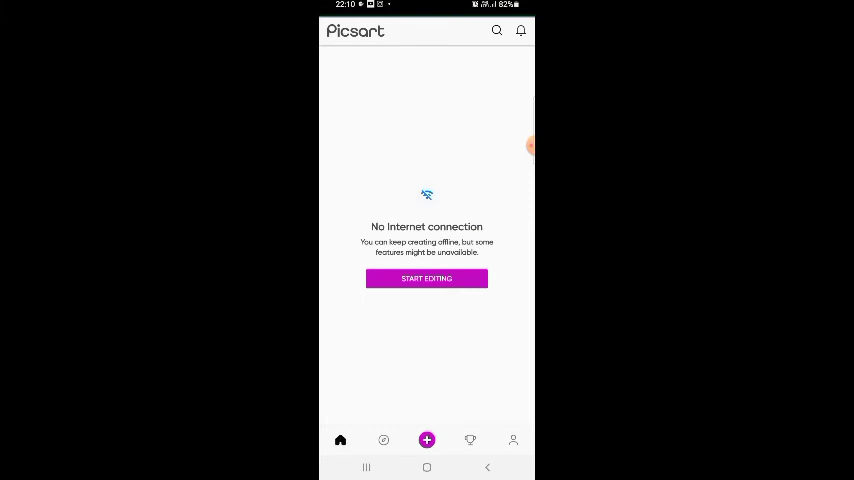 22:10 82%
Picsart
No Internet connection
You can keep creating offline, but some
features might be unavailable.
START EDITING